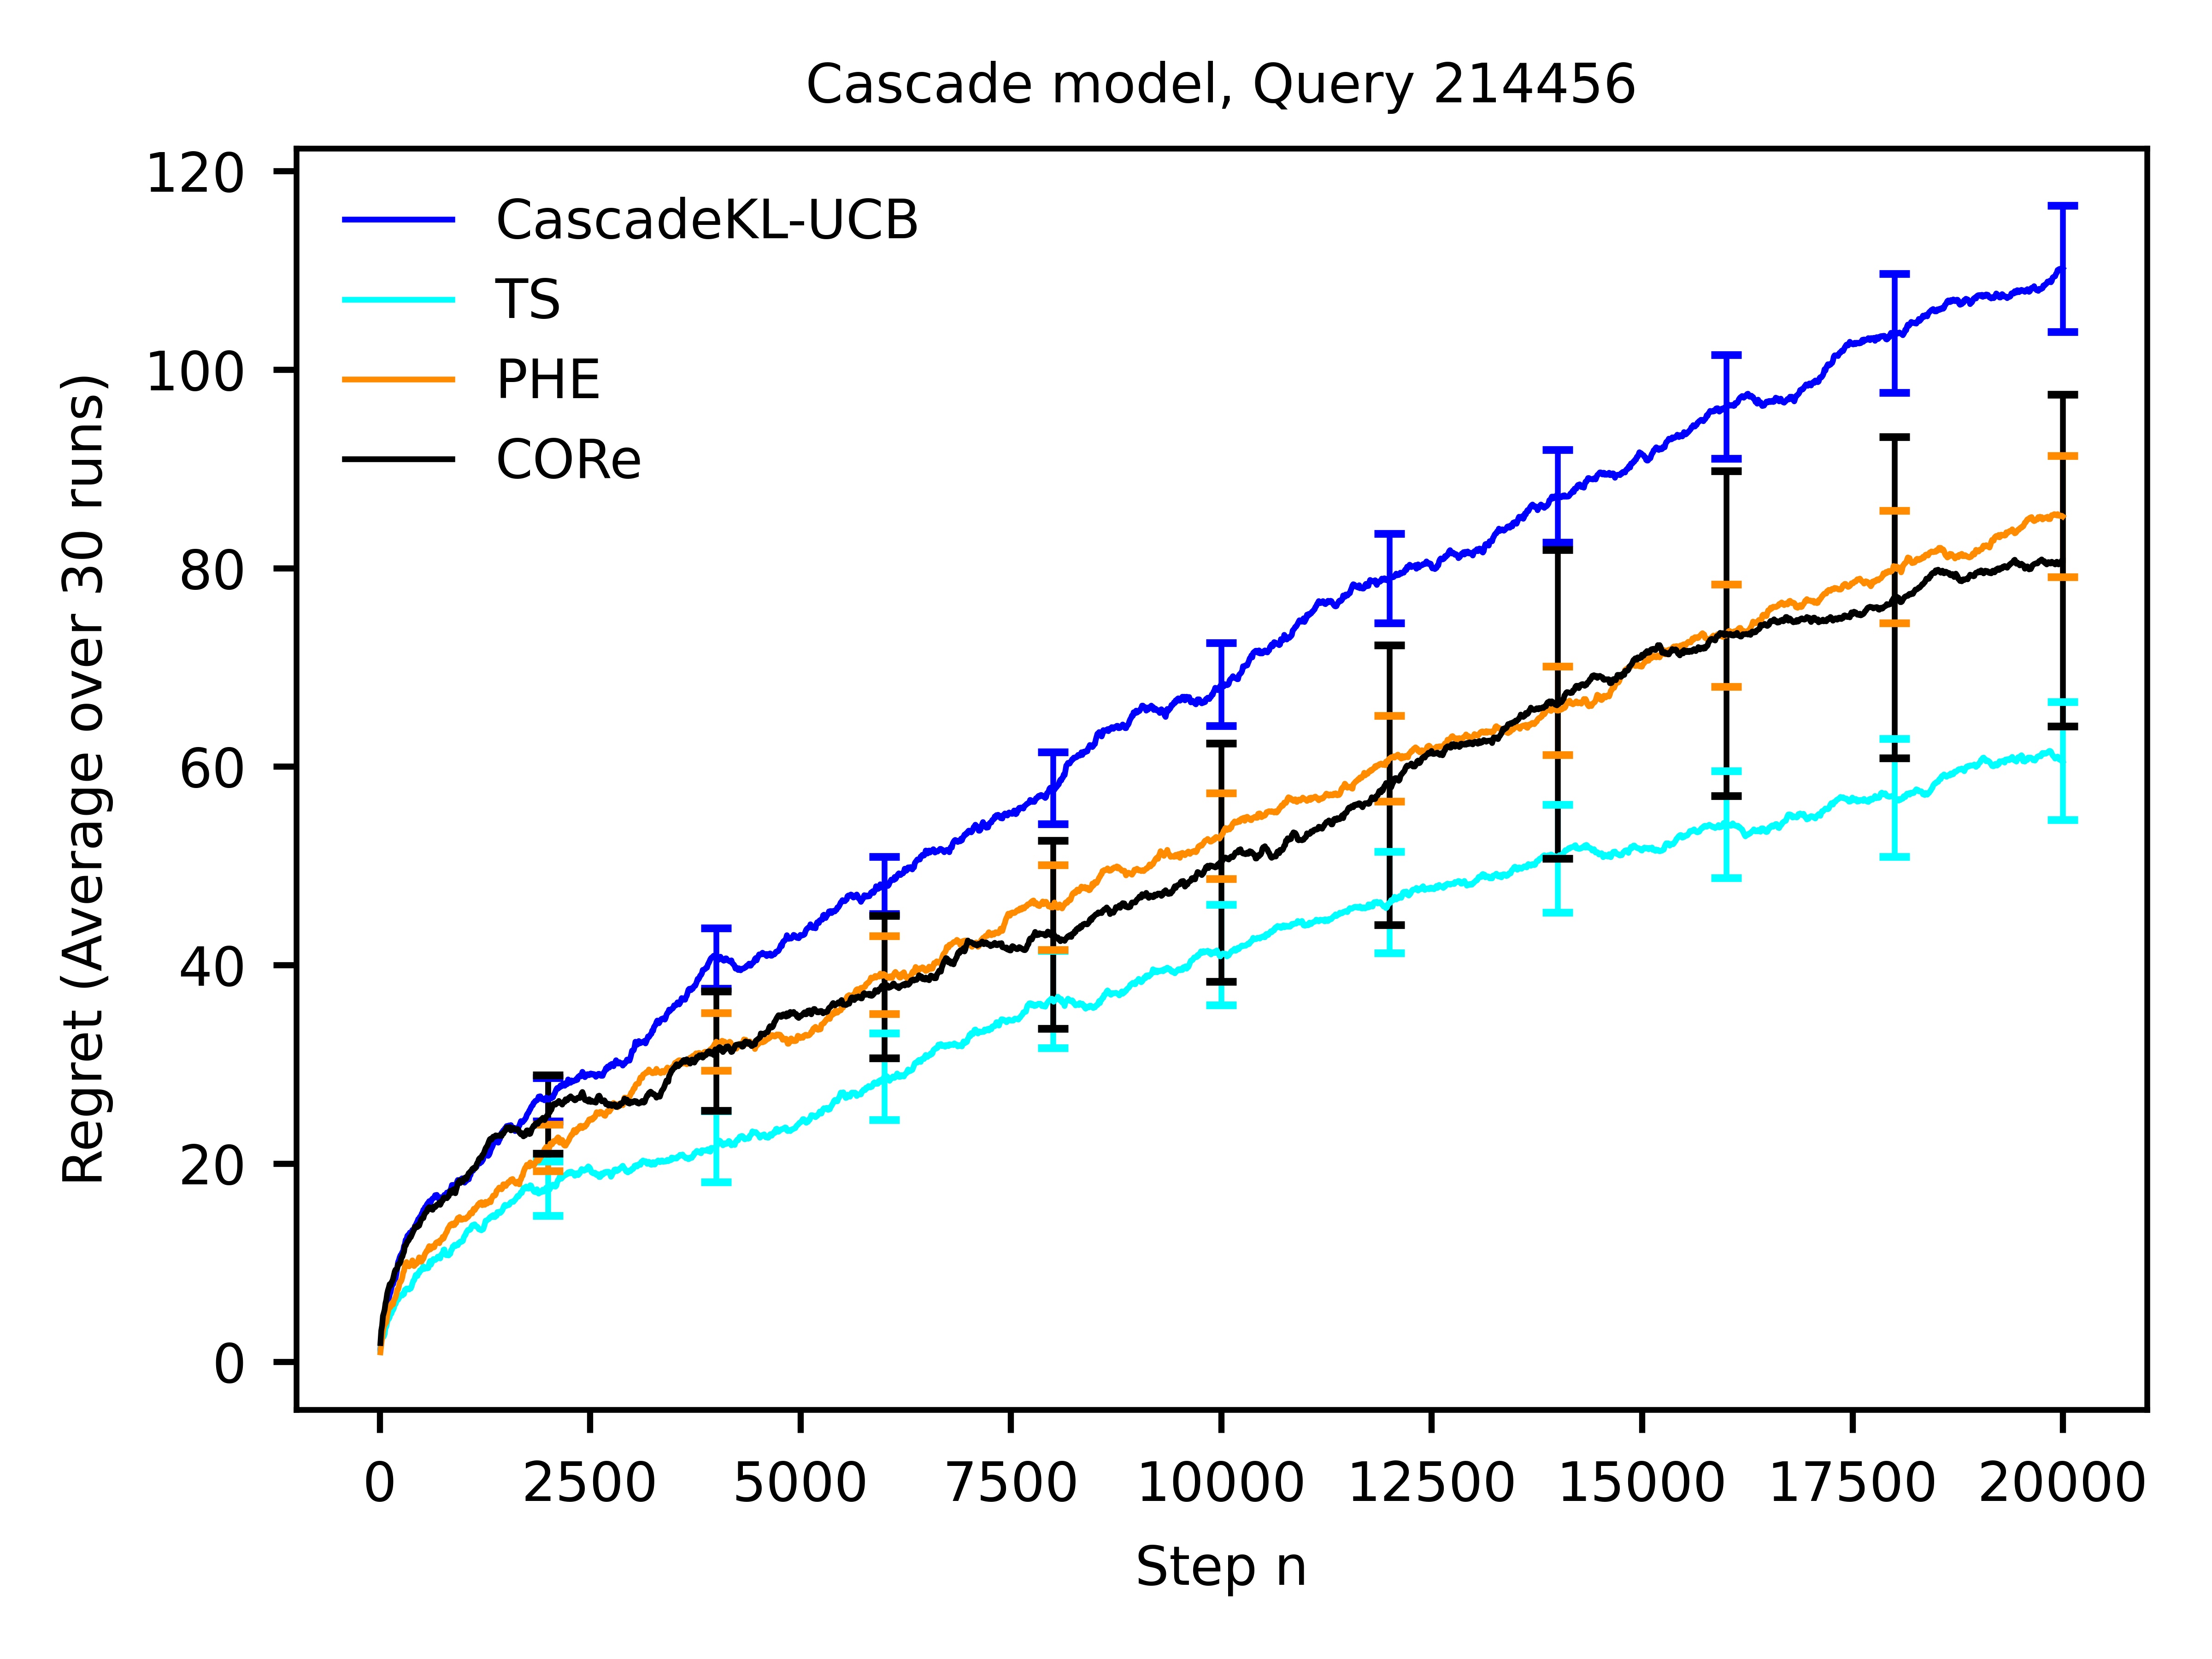 Cascade model, Query 214456
Regret (Average over 30 runs)
120
100
80
60
40
20
0
CascadeKL-UCB
TS
PHE
CORe
0 2500 5000 7500 10000 12500 15000 17500 20000
Step n